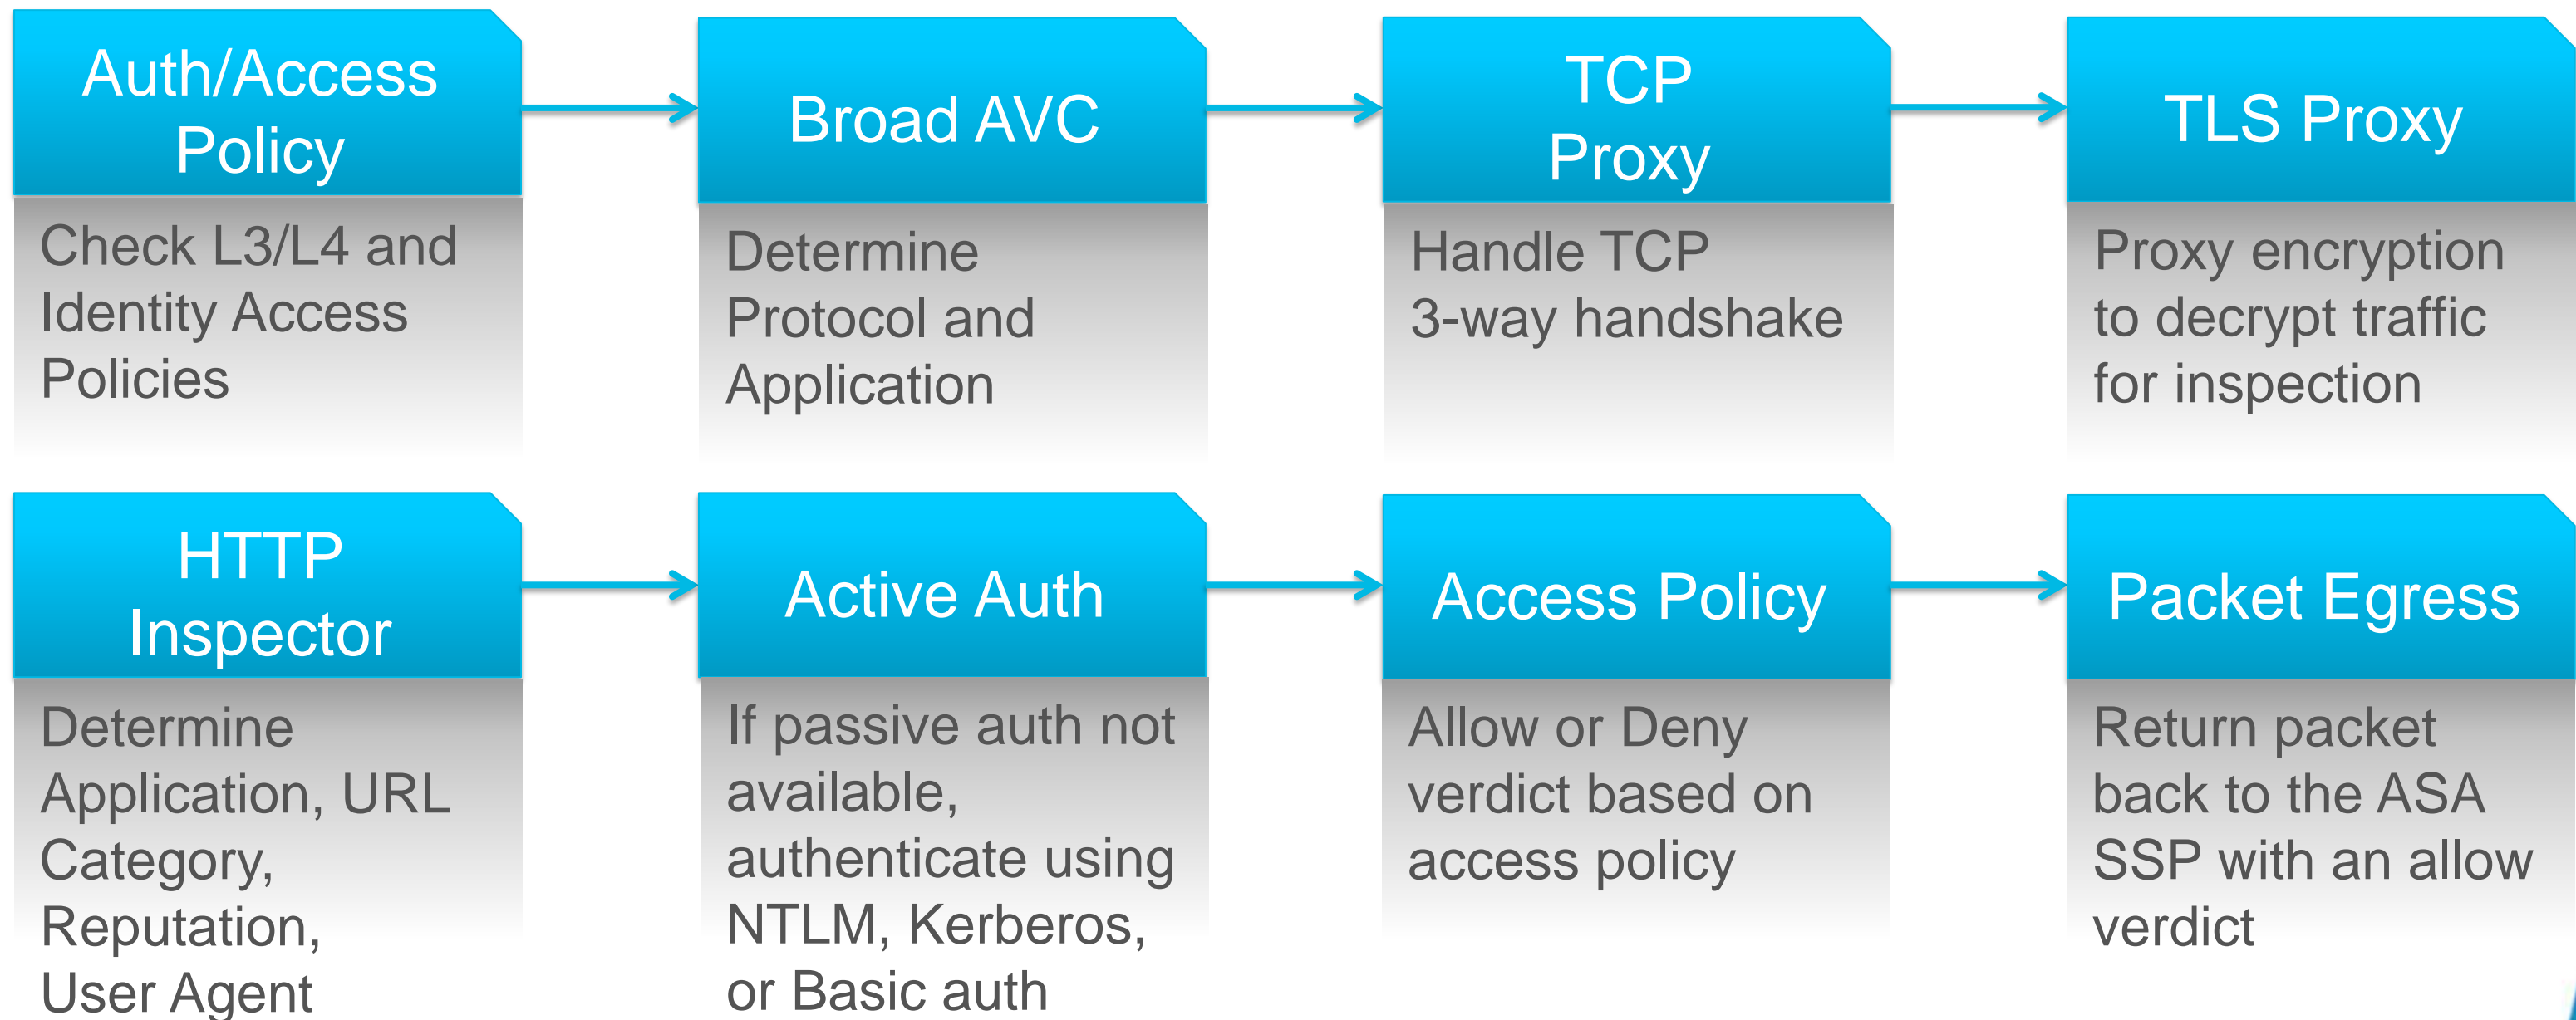 Auth/Access
Policy
Check L3/L4 and
Identity Access
Policies
Broad AVC
Determine
Protocol and
Application
TCP
Proxy
Handle TCP
3-way handshake
TLS Proxy
Proxy encryption
to decrypt traffic
for inspection
HTTP
Inspector
Determine
Application, URL
Category,
Reputation,
User Agent
Active Auth
If passive auth not
available,
authenticate using
NTLM, Kerberos,
or Basic auth
Access Policy
Allow or Deny
verdict based on
access policy
Packet Egress
Return packet
back to the ASA
SSP with an allow
verdict